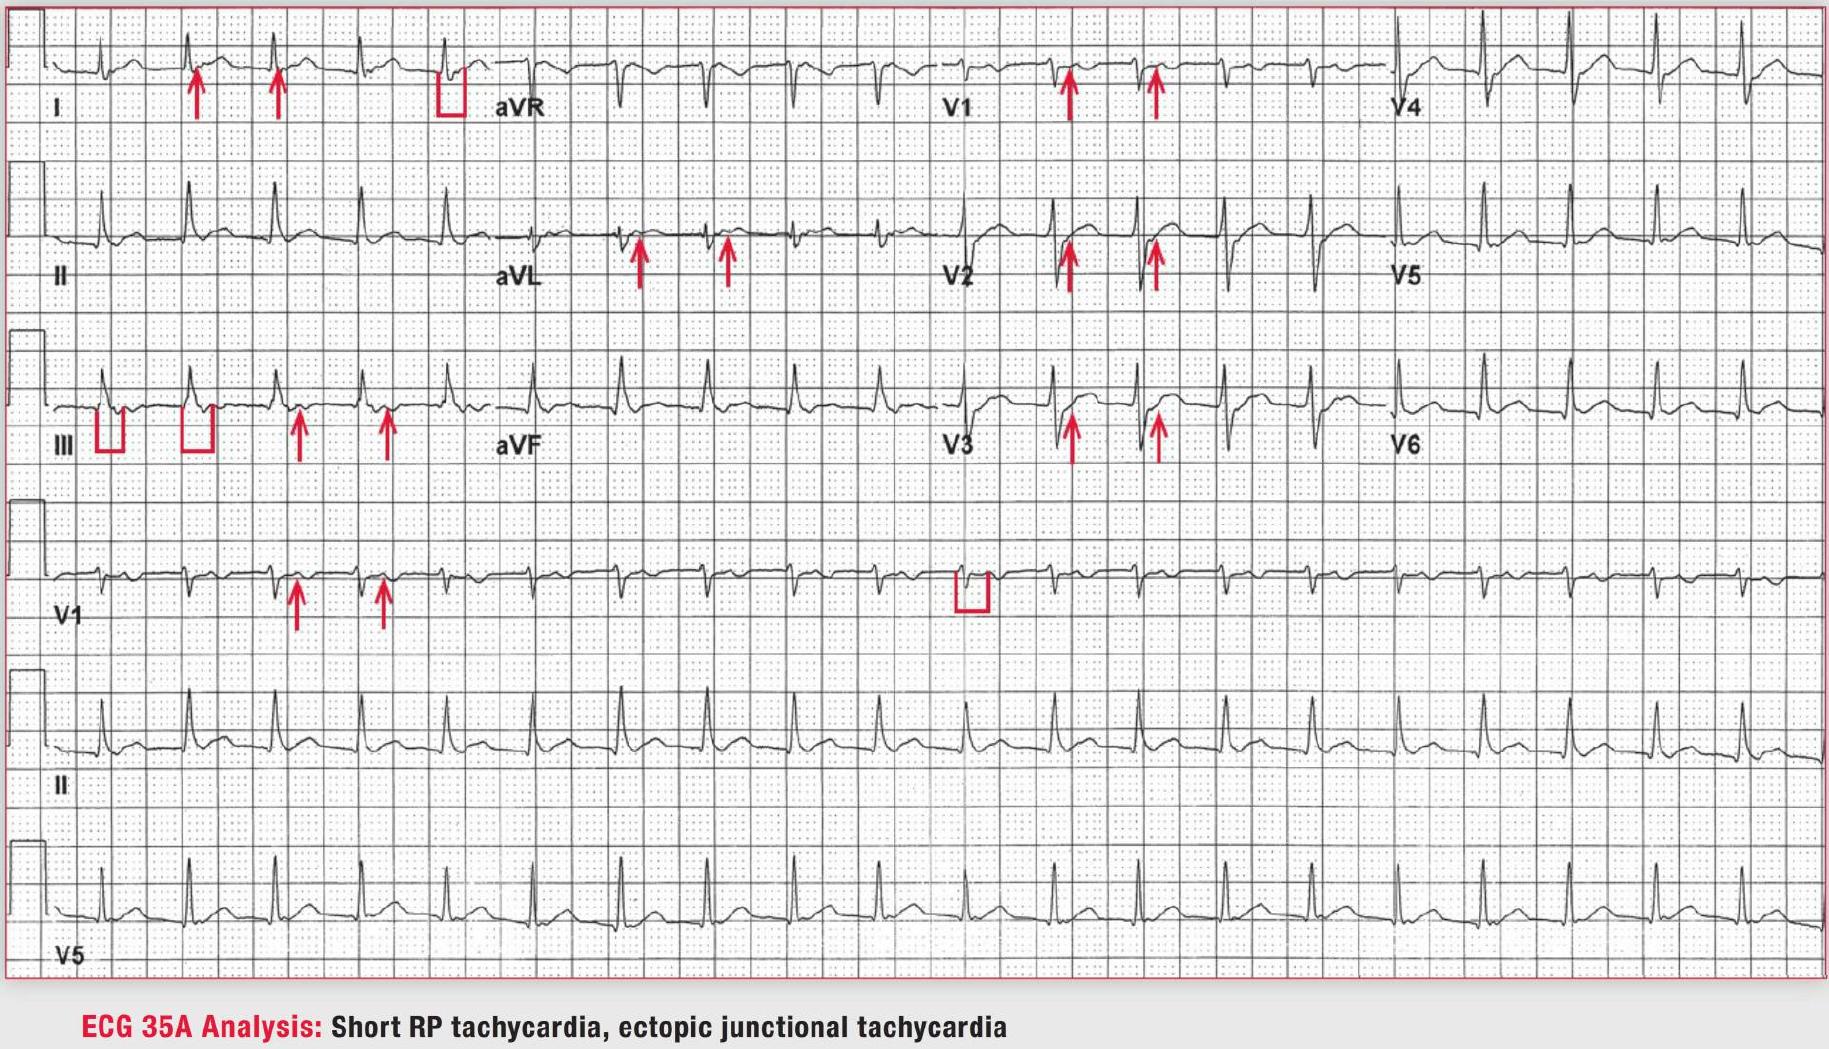 I aVR V1 V4
II aVL V2 V5
III aVF V3 V6
V1
II
V5
ECG 35A Analysis: Short RP tachycardia, ectopic junctional tachycardia